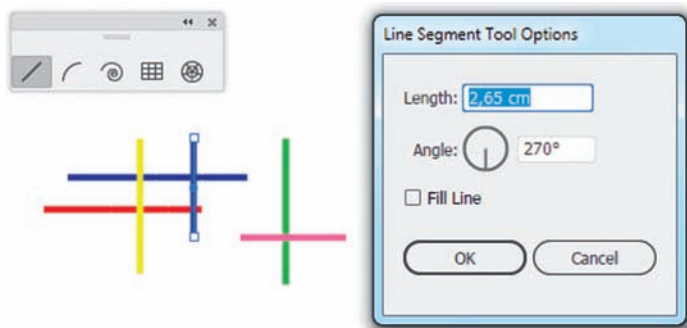 Line Segment Tool Options
Length: 2,65 cm
Angle: 270°
Fill Line
OK Cancel